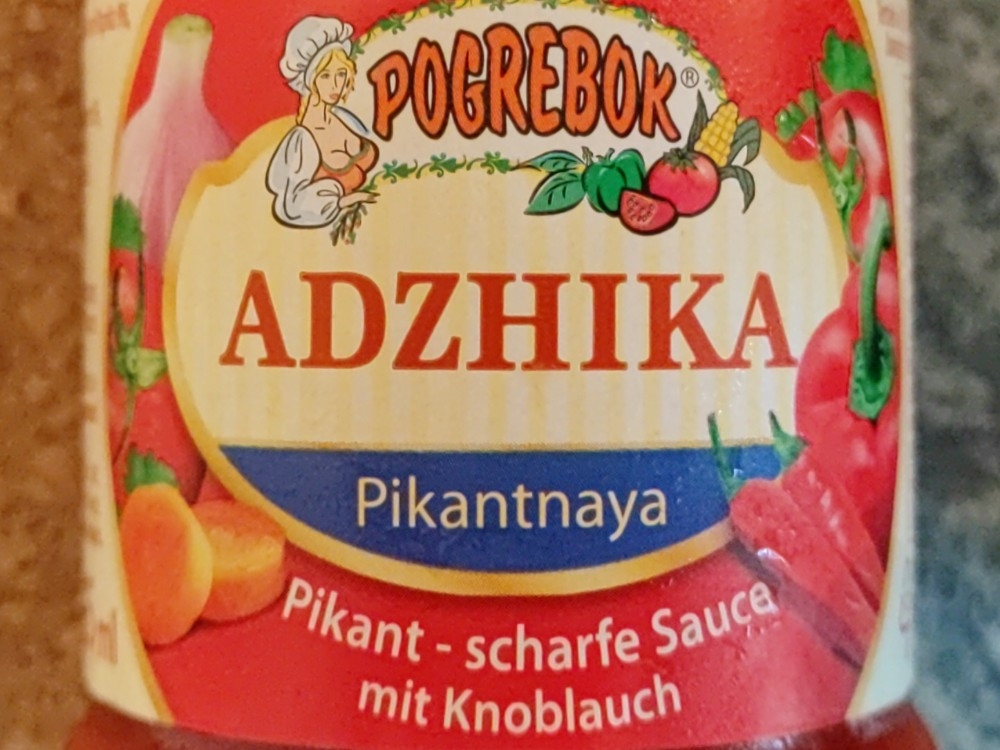 POGREBOK®
ADZHIKA
Pikantnaya
Pikant - scharfe Sauce
mit Knoblauch